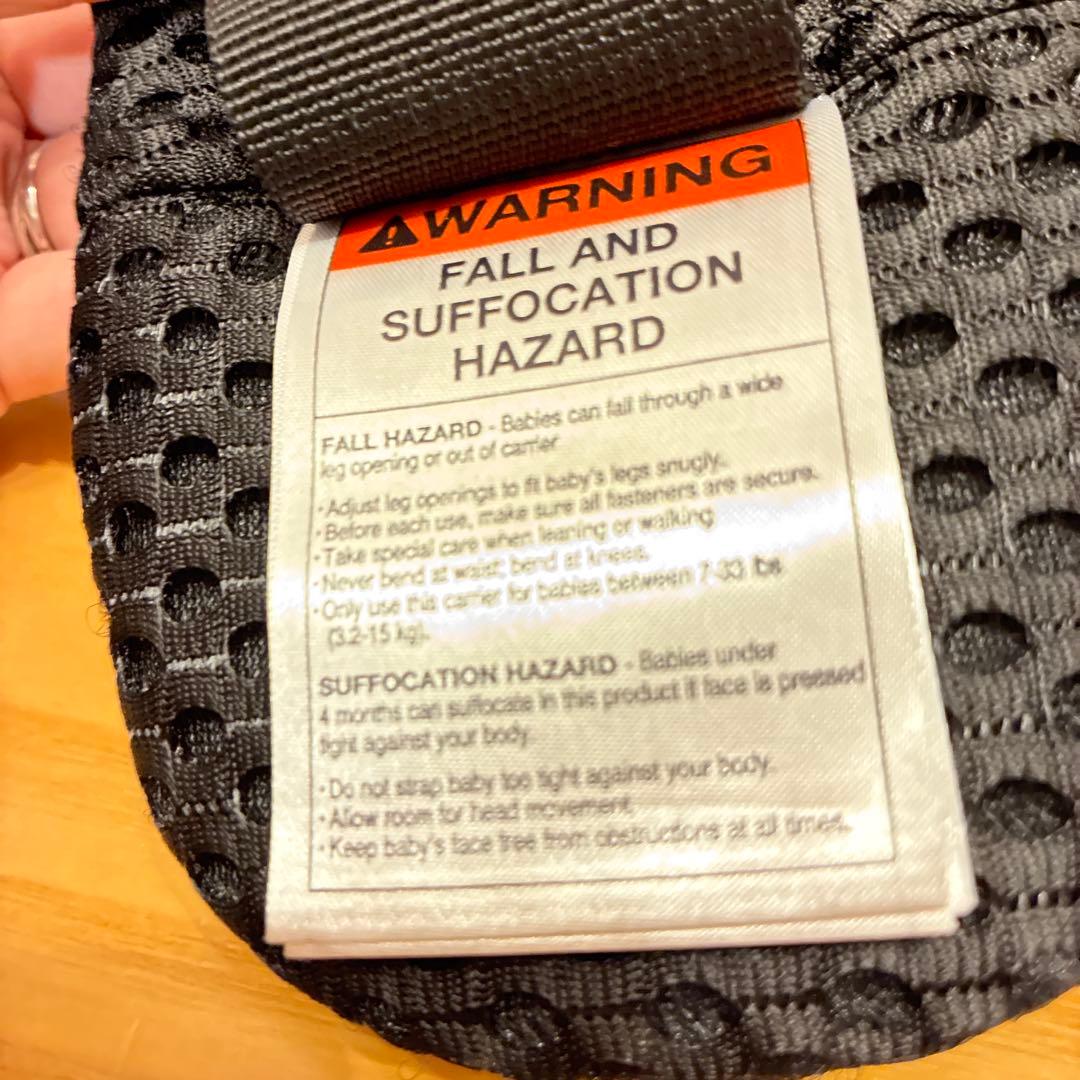 ⚠WARNING
FALL AND
SUFFOCATION
HAZARD
FALL HAZARD - Babies can fall through a wide
leg opening or out of carrier
•Adjust leg openings to fit baby's legs snugly.
•Before each use, make sure all fasteners are secure.
•Take special care when leaning or walking
•Never bend at waist; bend at knees.
•Only use this carrier for babies between 7-33 lbs
(3.2-15 kg).
SUFFOCATION HAZARD - Babies under
4 months can suffocate in this product if face is pressed
tight against your body.
•Do not strap baby too tight against your body.
•Allow room for head movement.
•Keep baby's face free from obstructions at all times.